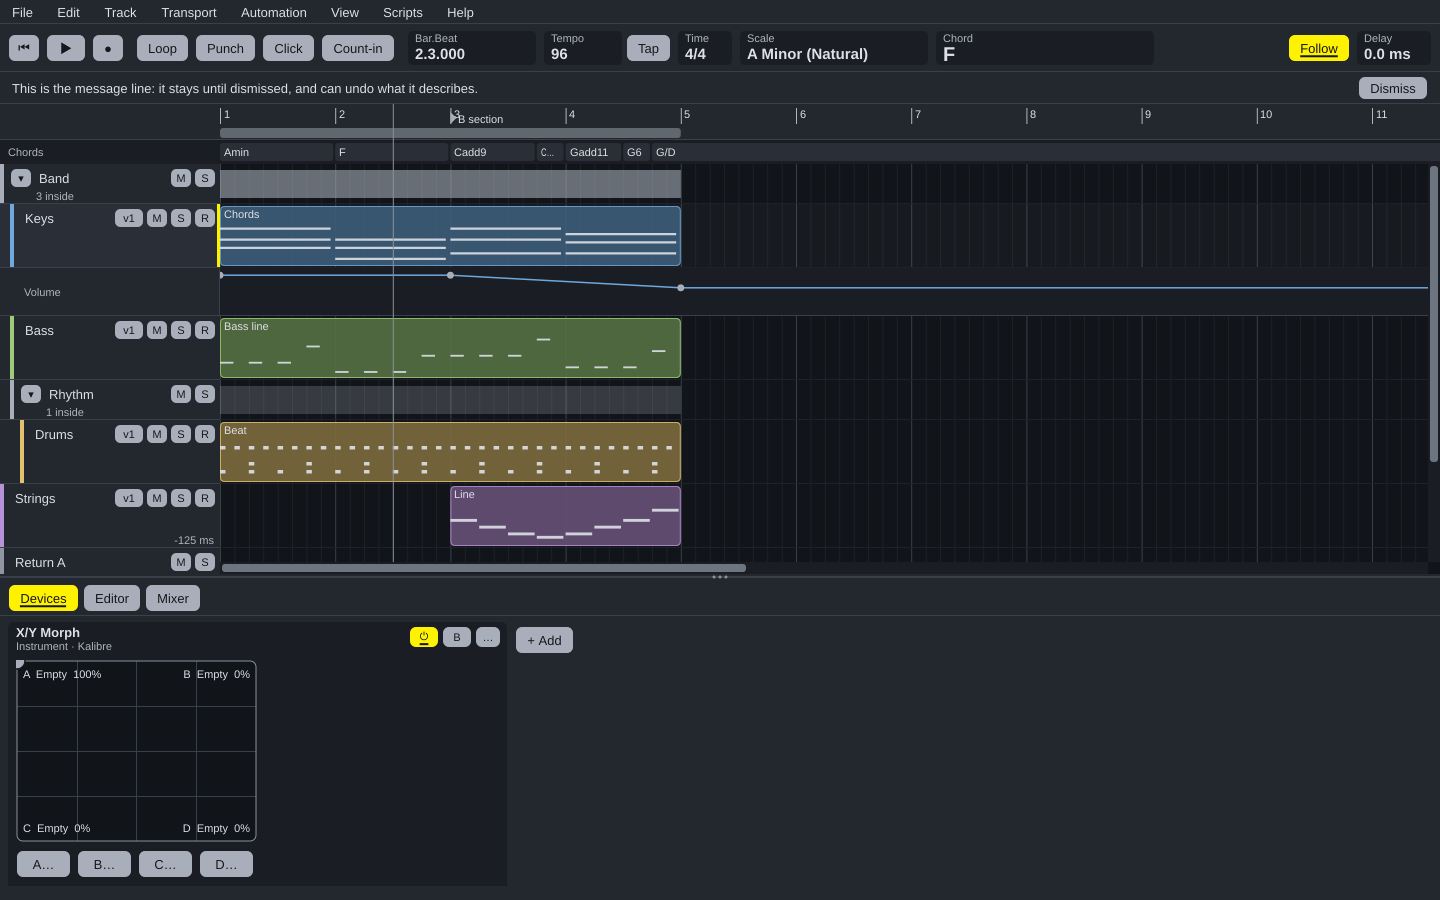 File Edit Track Transport Automation View Scripts Help
Loop Punch Click Count-in Bar.Beat 2.3.000 Tempo 96 Tap Time 4/4 Scale A Minor (Natural) Chord F Follow Delay 0.0 ms
This is the message line: it stays until dismissed, and can undo what it describes. Dismiss
1 2 3 4 5 6 7 8 9 10 11
B section
Chords Amin F Cadd9 C... Gadd11 G6 G/D
Band M S
3 inside
Keys v1 M S R Chords
Volume
Bass v1 M S R Bass line
Rhythm M S
1 inside
Drums v1 M S R Beat
Strings v1 M S R Line
-125 ms
Return A M S
Devices Editor Mixer
X/Y Morph B ... + Add
Instrument · Kalibre
A Empty 100% B Empty 0%
C Empty 0% D Empty 0%
A... B... C... D...